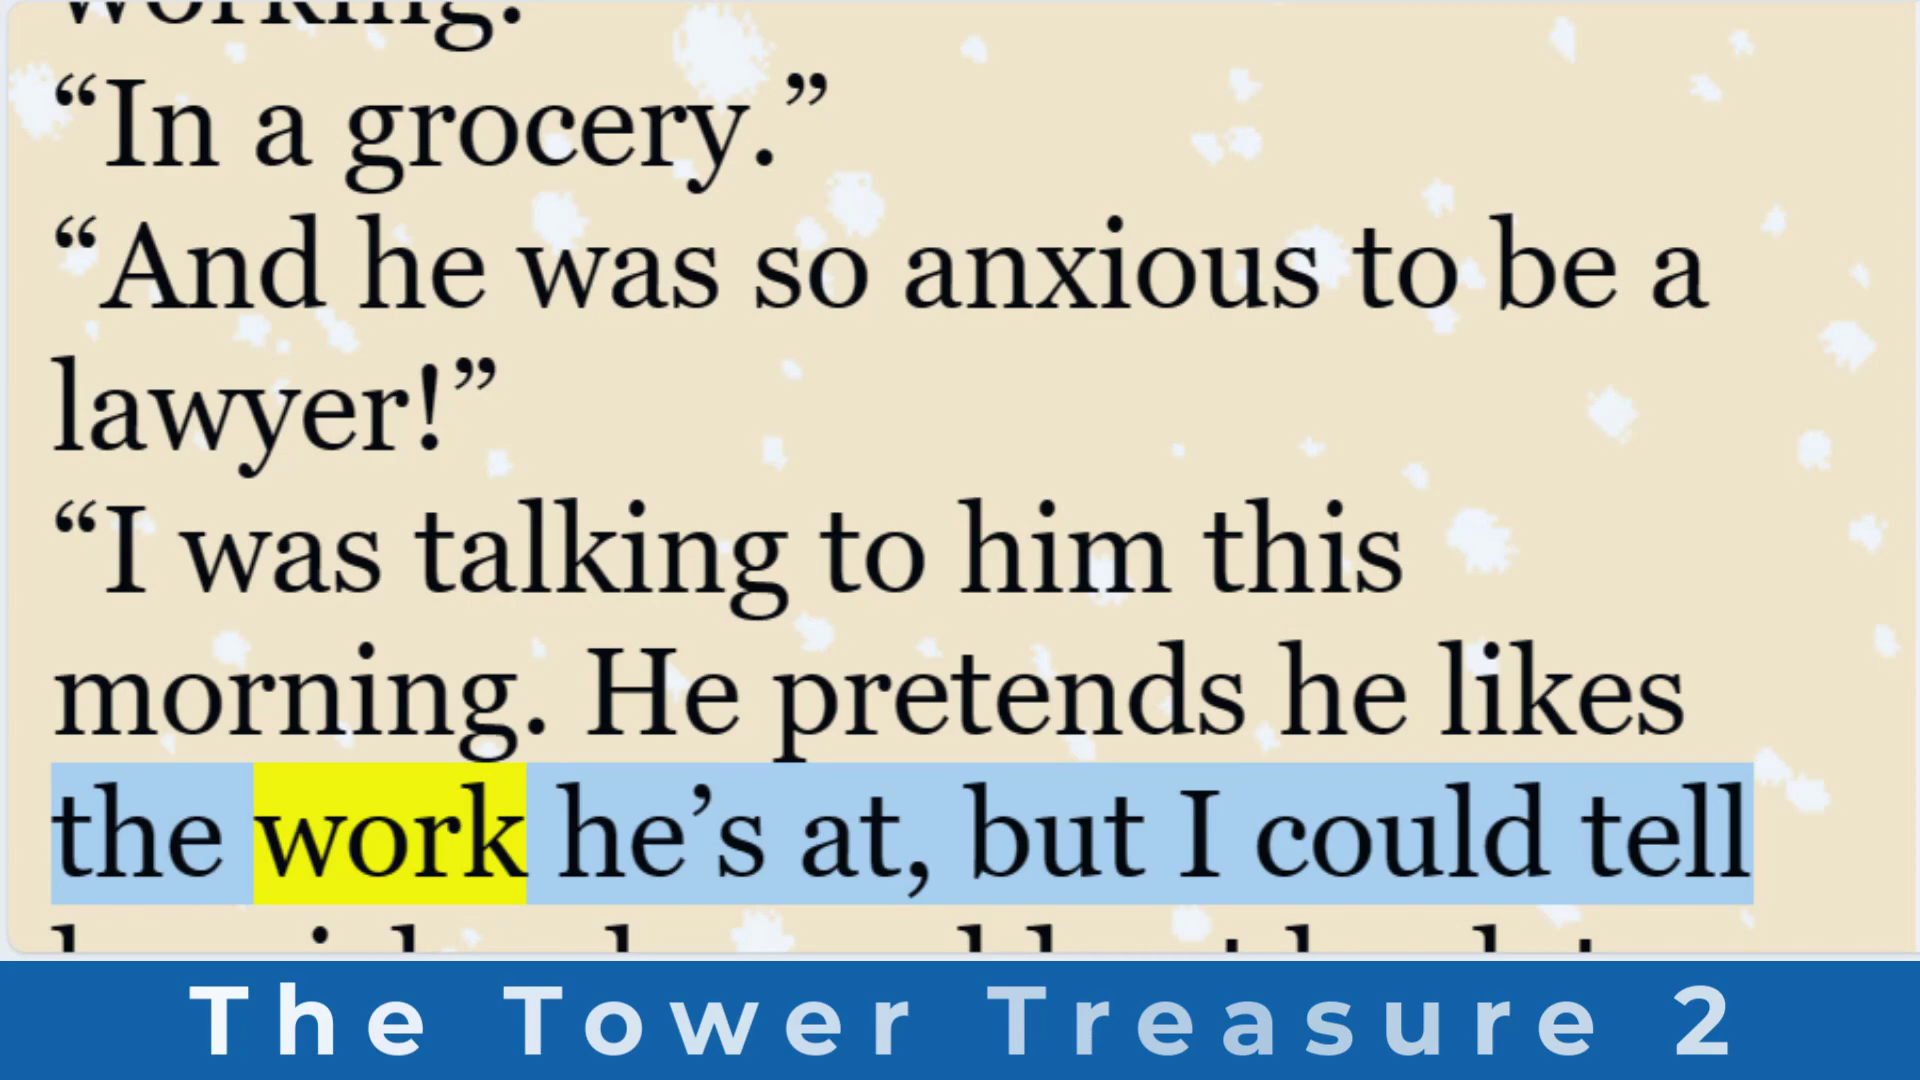 working.
“In a grocery.”
“And he was so anxious to be a
lawyer!”
“I was talking to him this
morning. He pretends he likes
the work he’s at, but I could tell
The Tower Treasure 2